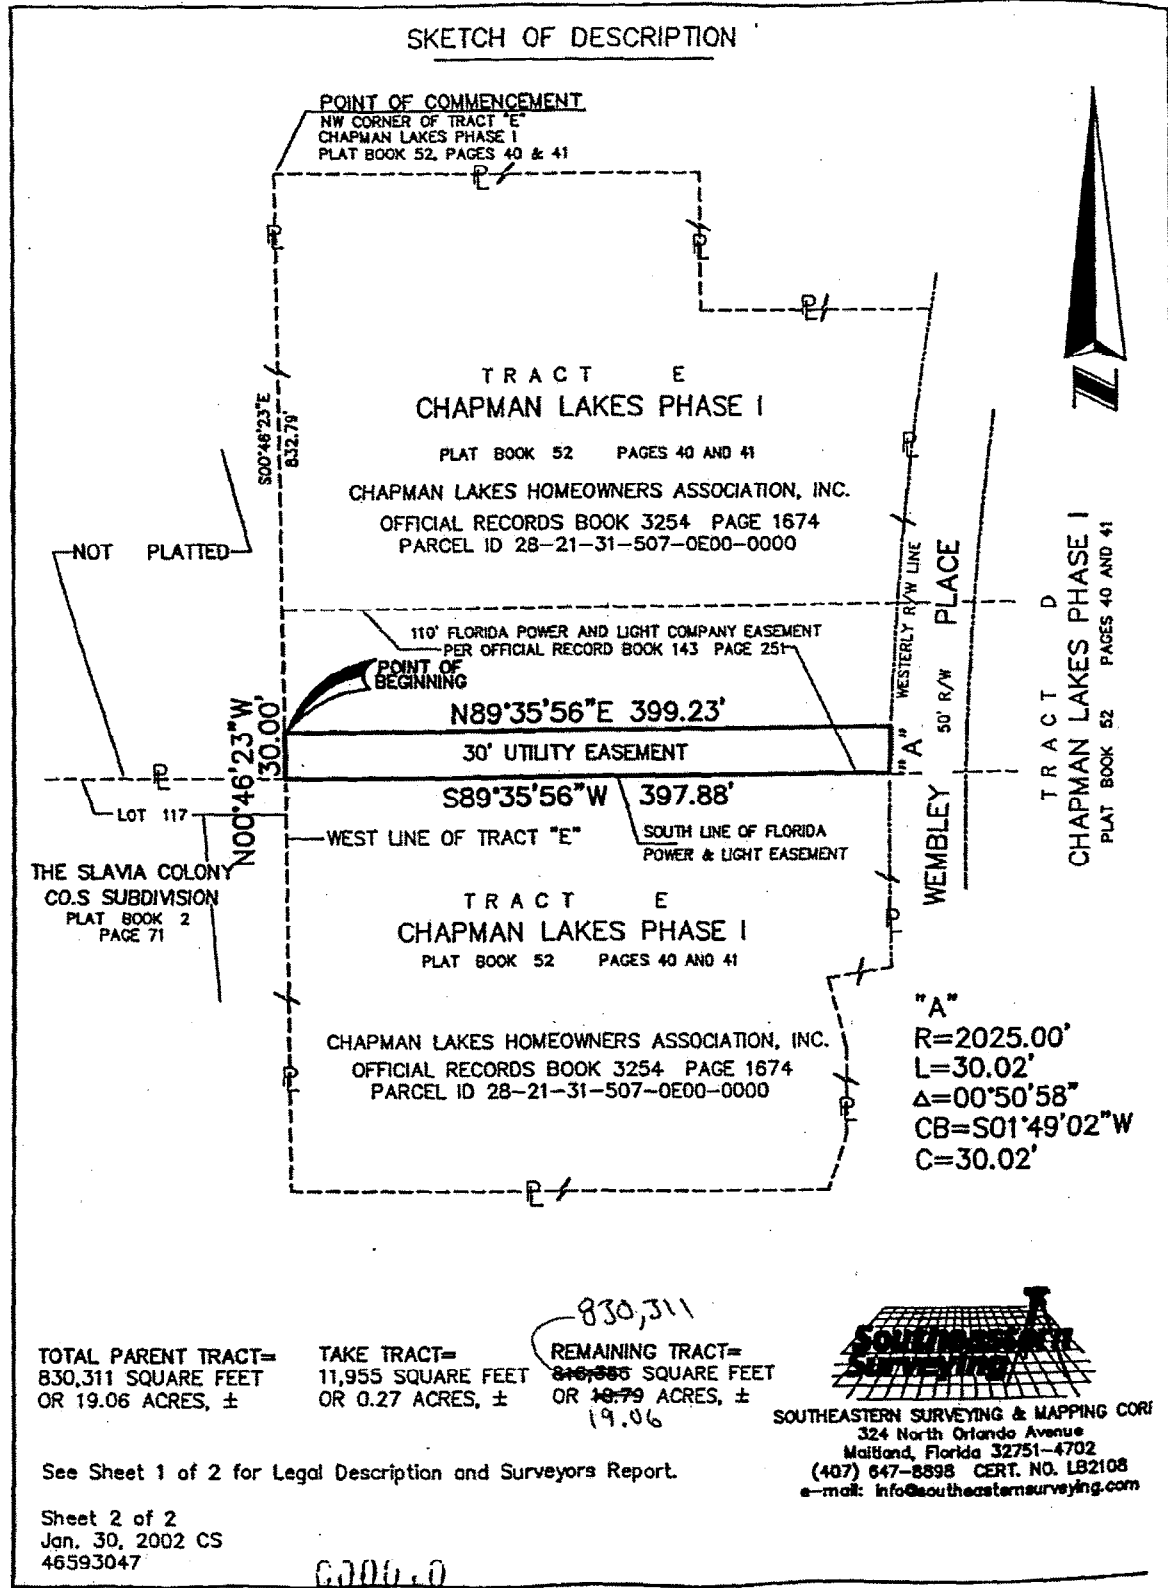 SKETCH OF DESCRIPTION
POINT OF COMMENCEMENT
NW CORNER OF TRACT "E"
CHAPMAN LAKES PHASE I
PLAT BOOK 52, PAGES 40 & 41
PL
PL
PL
PL
S00°46'23"E
832.79'
TRACT E
CHAPMAN LAKES PHASE I
PLAT BOOK 52 PAGES 40 AND 41
CHAPMAN LAKES HOMEOWNERS ASSOCIATION, INC.
OFFICIAL RECORDS BOOK 3254 PAGE 1674
PARCEL ID 28-21-31-507-0E00-0000
PL
WESTERLY R/W LINE
NOT PLATTED
110' FLORIDA POWER AND LIGHT COMPANY EASEMENT
PER OFFICIAL RECORD BOOK 143 PAGE 251
POINT OF
BEGINNING
N89°35'56"E 399.23'
30' UTILITY EASEMENT
S89°35'56"W 397.88'
N00°46'23"W
30.00'
"A"
WEMBLEY PLACE
50' R/W
TRACT D
CHAPMAN LAKES PHASE I
PLAT BOOK 52 PAGES 40 AND 41
PL
LOT 117
THE SLAVIA COLONY
CO.S SUBDIVISION
PLAT BOOK 2
PAGE 71
WEST LINE OF TRACT "E"
SOUTH LINE OF FLORIDA
POWER & LIGHT EASEMENT
TRACT E
CHAPMAN LAKES PHASE I
PLAT BOOK 52 PAGES 40 AND 41
PL
CHAPMAN LAKES HOMEOWNERS ASSOCIATION, INC.
OFFICIAL RECORDS BOOK 3254 PAGE 1674
PARCEL ID 28-21-31-507-0E00-0000
PL
PL
PL
"A"
R=2025.00'
L=30.02'
Δ=00°50'58"
CB=S01°49'02"W
C=30.02'
TOTAL PARENT TRACT=
830,311 SQUARE FEET
OR 19.06 ACRES, ±
TAKE TRACT=
11,955 SQUARE FEET
OR 0.27 ACRES, ±
830,311
REMAINING TRACT=
SQUARE FEET
OR 18.79 ACRES, ±
19.06
Southeastern
Surveying
SOUTHEASTERN SURVEYING & MAPPING CORP
324 North Orlando Avenue
Maitland, Florida 32751-4702
(407) 647-8898 CERT. NO. LB2108
e-mail: info@southeasternsurveying.com
See Sheet 1 of 2 for Legal Description and Surveyors Report.
Sheet 2 of 2
Jan. 30, 2002 CS
46593047